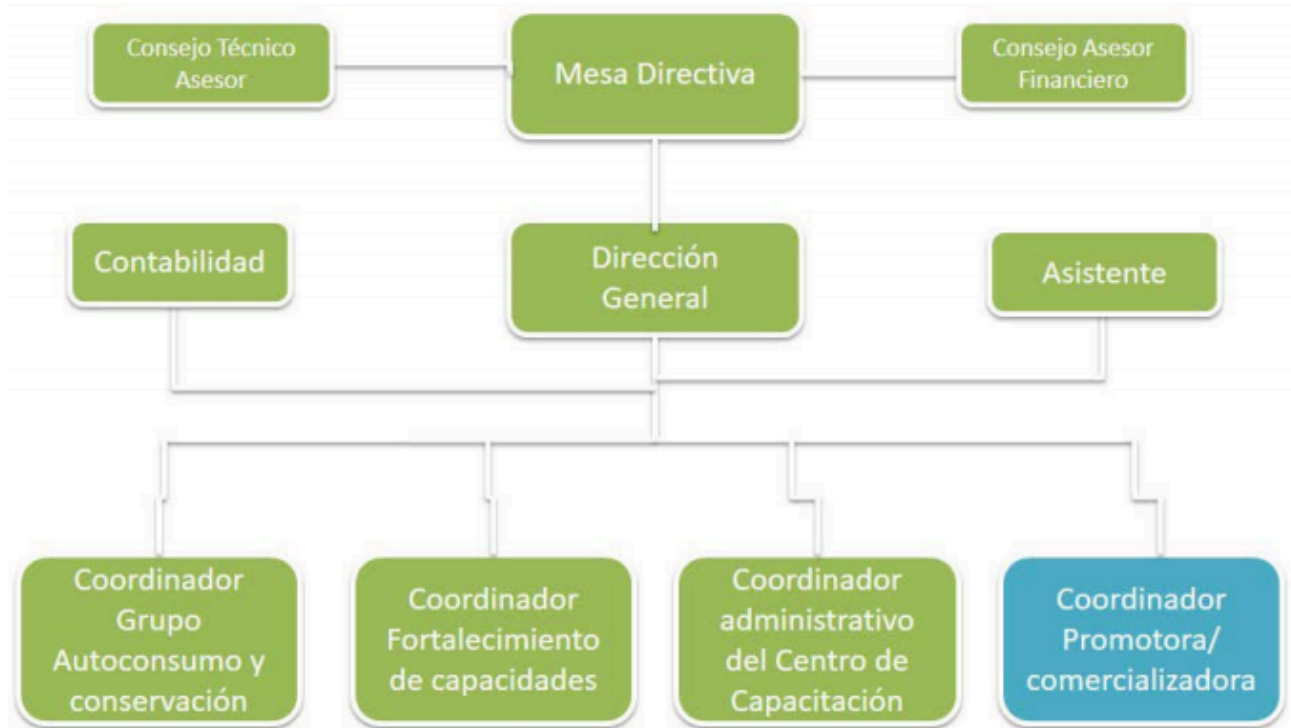 Consejo Técnico
Asesor
Mesa Directiva
Consejo Asesor
Financiero
Contabilidad
Dirección
General
Asistente
Coordinador
Grupo
Autoconsumo y
conservación
Coordinador
Fortalecimiento
de capacidades
Coordinador
administrativo
del Centro de
Capacitación
Coordinador
Promotora/
comercializadora